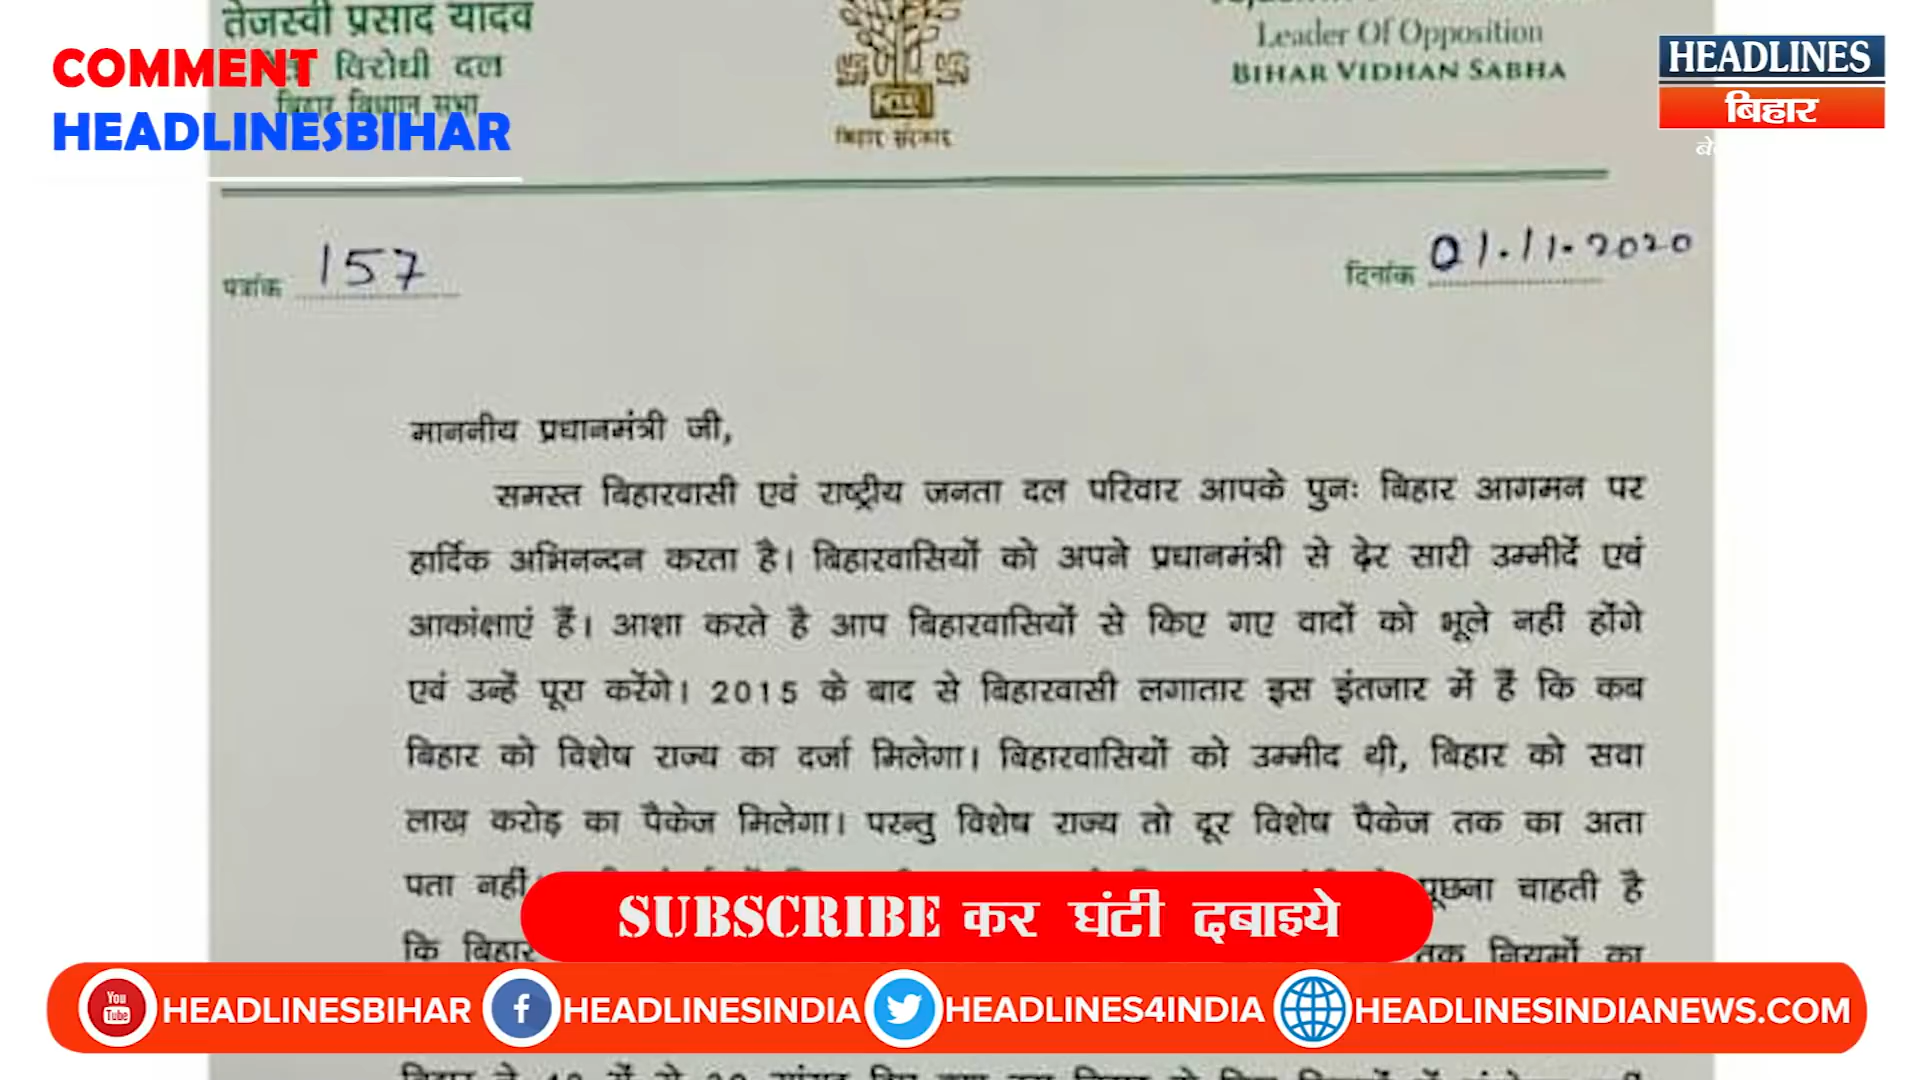 तेजस्वी प्रसाद यादव
विरोधी दल
बिहार विधान सभा
COMMENT
HEADLINESBIHAR
बिहार सरकार
Leader Of Opposition
BIHAR VIDHAN SABHA
HEADLINES
बिहार
पत्रांक 157
दिनांक 01.11.2020
माननीय प्रधानमंत्री जी,
समस्त बिहारवासी एवं राष्ट्रीय जनता दल परिवार आपके पुनः बिहार आगमन पर
हार्दिक अभिनन्दन करता है। बिहारवासियों को अपने प्रधानमंत्री से ढ़ेर सारी उम्मीदें एवं
आकांक्षाएं हैं। आशा करते है आप बिहारवासियों से किए गए वादों को भूले नहीं होंगे
एवं उन्हें पूरा करेंगे। 2015 के बाद से बिहारवासी लगातार इस इंतजार में हैं कि कब
बिहार को विशेष राज्य का दर्जा मिलेगा। बिहारवासियों को उम्मीद थी, बिहार को सवा
लाख करोड़ का पैकेज मिलेगा। परन्तु विशेष राज्य तो दूर विशेष पैकेज तक का अता
पता नहीं पूछना चाहती है
कि बिहार तक नियमों का
SUBSCRIBE कर घंटी दबाइये
You Tube HEADLINESBIHAR f HEADLINESINDIA HEADLINES4INDIA HEADLINESINDIANEWS.COM